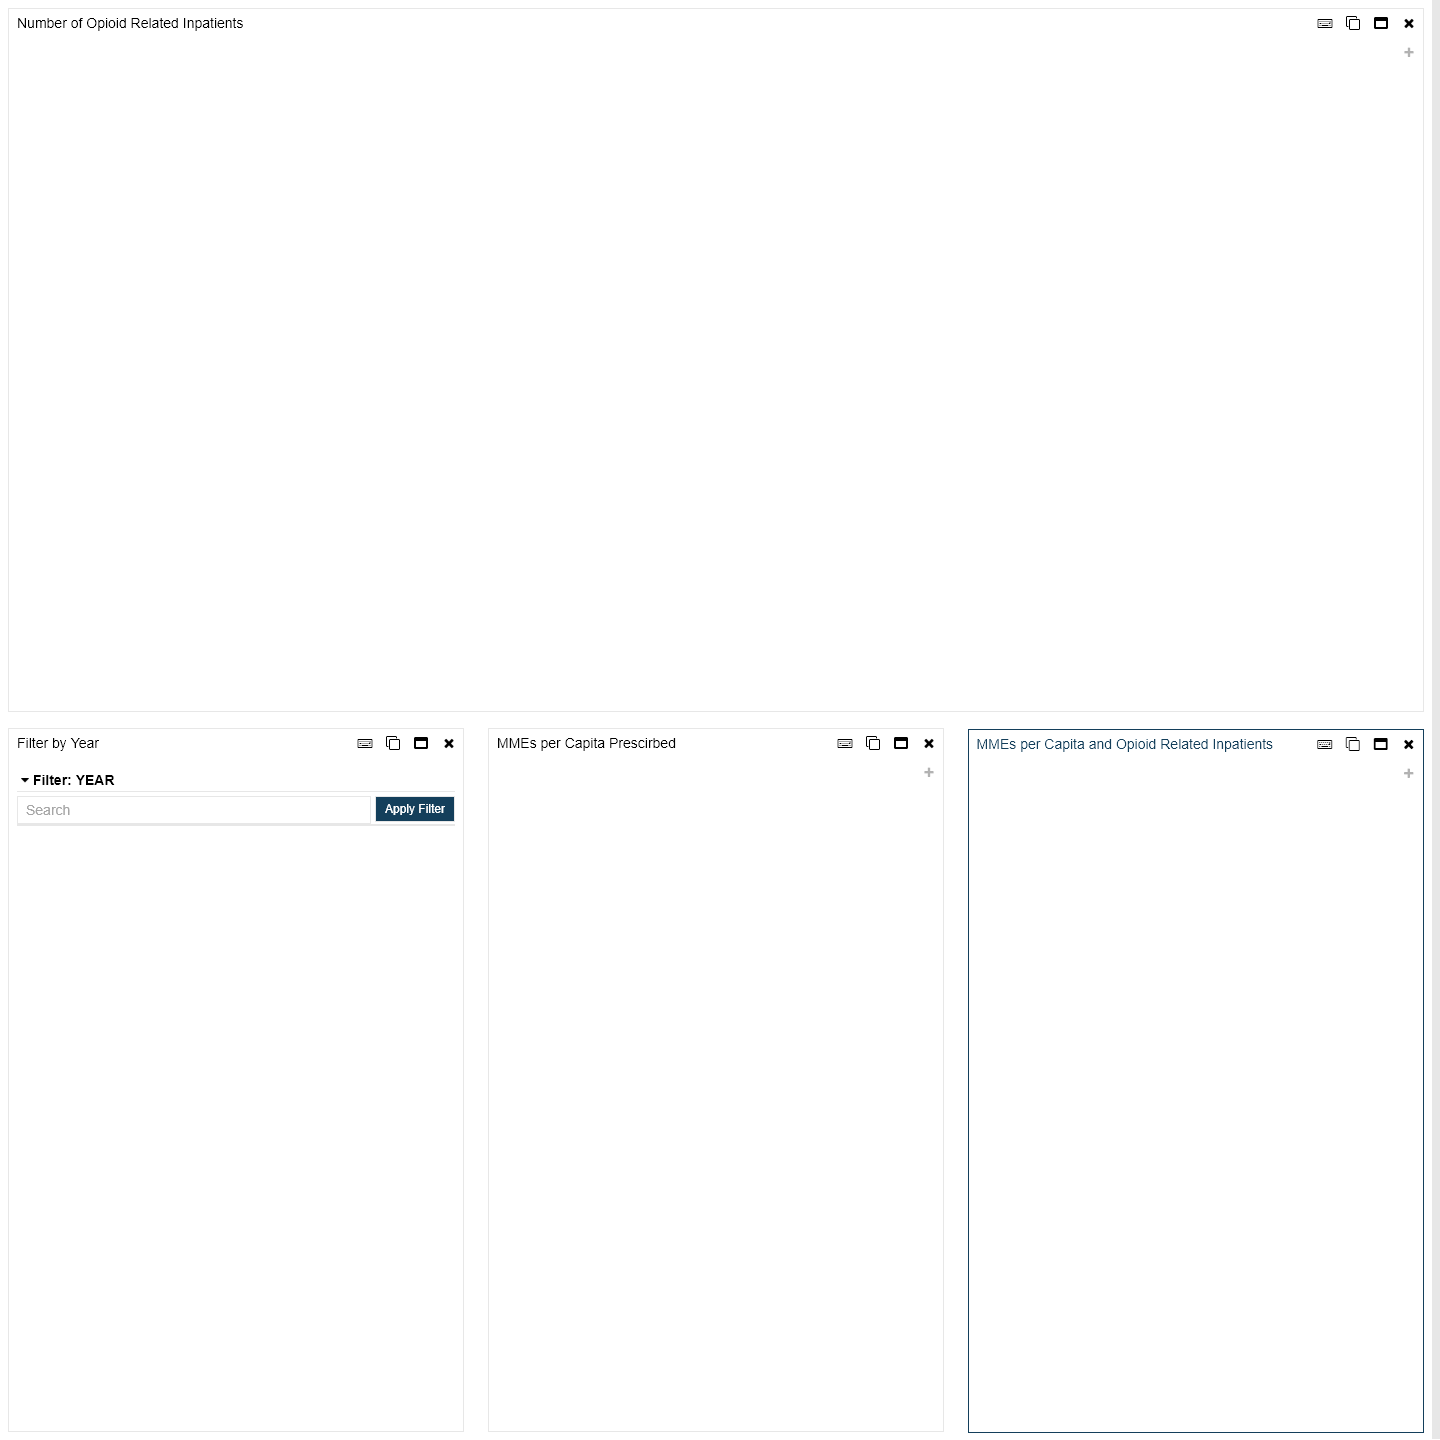 Number of Opioid Related Inpatients
Filter by Year
Filter: YEAR
Search
Apply Filter
MMEs per Capita Prescirbed
MMEs per Capita and Opioid Related Inpatients